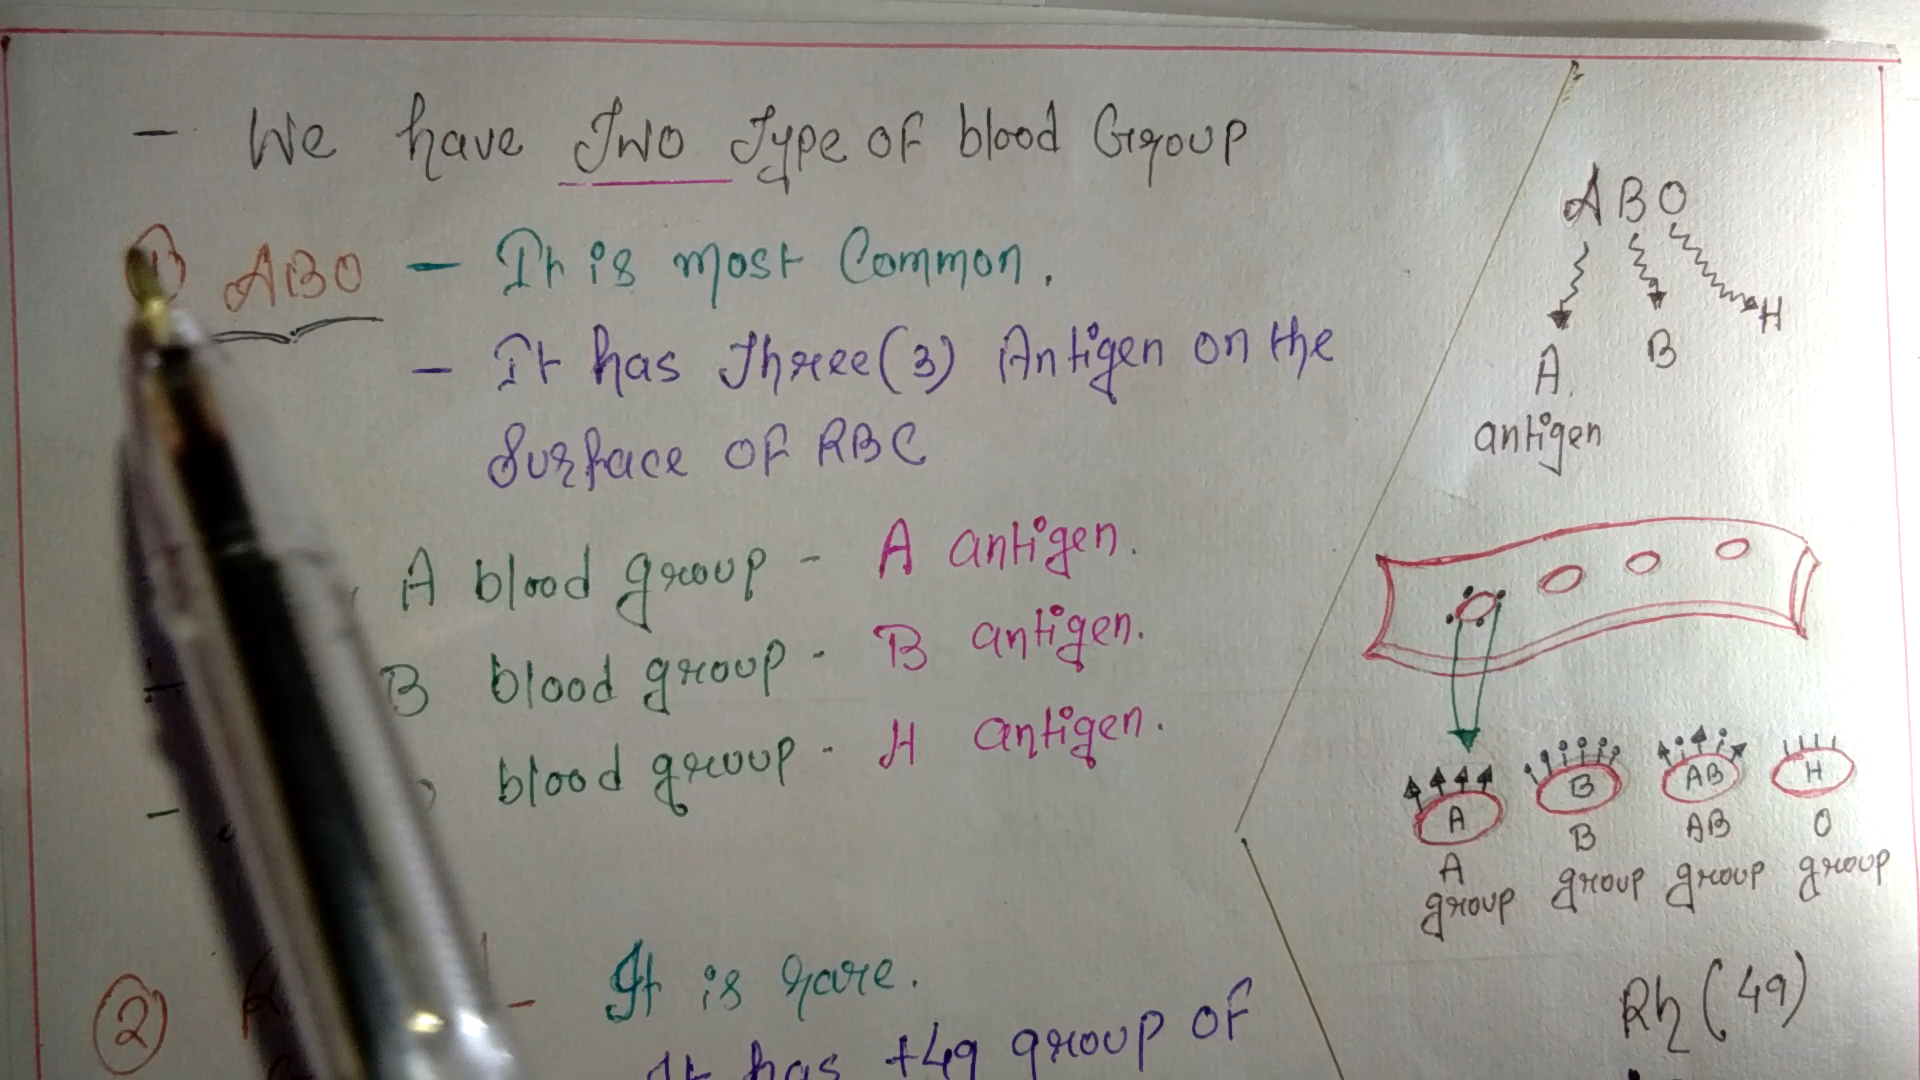 - We have Two Type of blood Group
1) ABO - It is most Common.
- It has Three (3) Antigen on the
Surface of RBC
A blood group - A antigen.
B blood group - B antigen.
blood group - H antigen.
2 - It is rare.
It has +49 group of
ABO
A B H
antigen
A B AB H
A B AB O
group group group group
Rh (49)